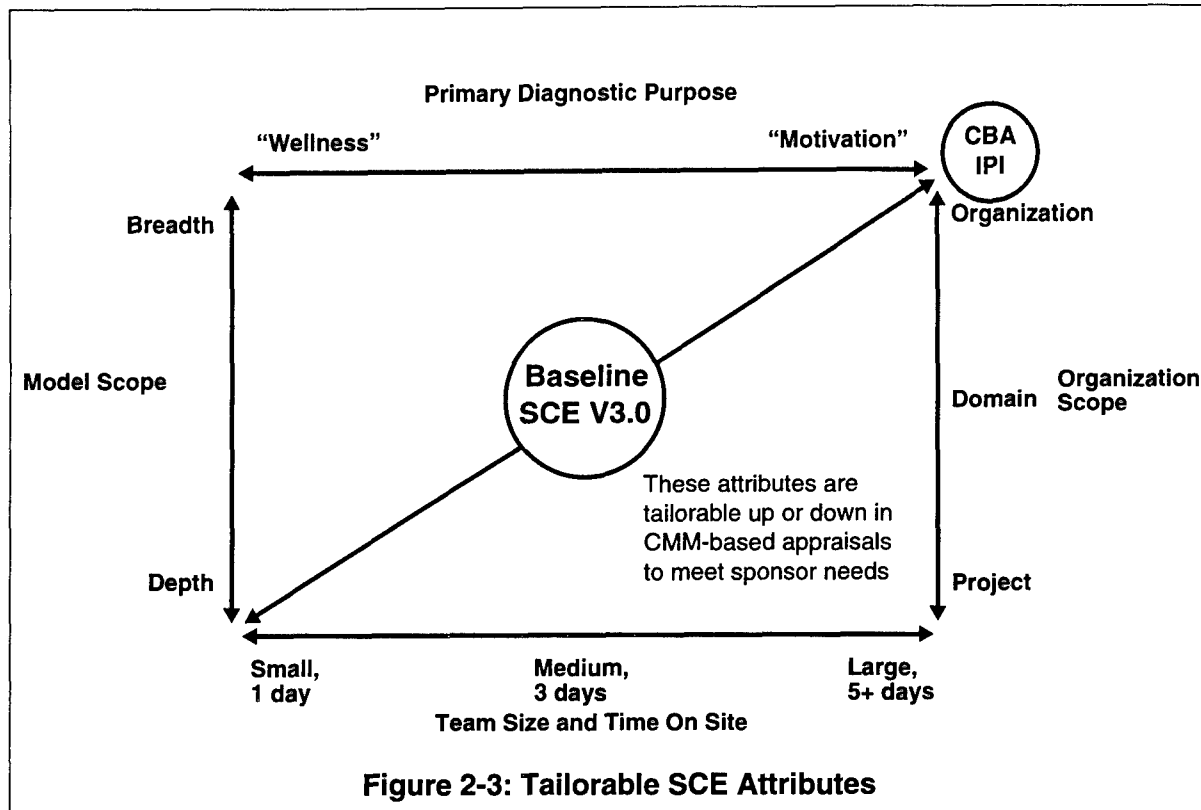 Primary Diagnostic Purpose
“Wellness”
“Motivation”
CBA
IPI
Breadth
Organization
Model Scope
Baseline
SCE V3.0
Domain
Organization
Scope
These attributes are
tailorable up or down in
CMM-based appraisals
to meet sponsor needs
Depth
Project
Small,
1 day
Medium,
3 days
Large,
5+ days
Team Size and Time On Site
Figure 2-3: Tailorable SCE Attributes